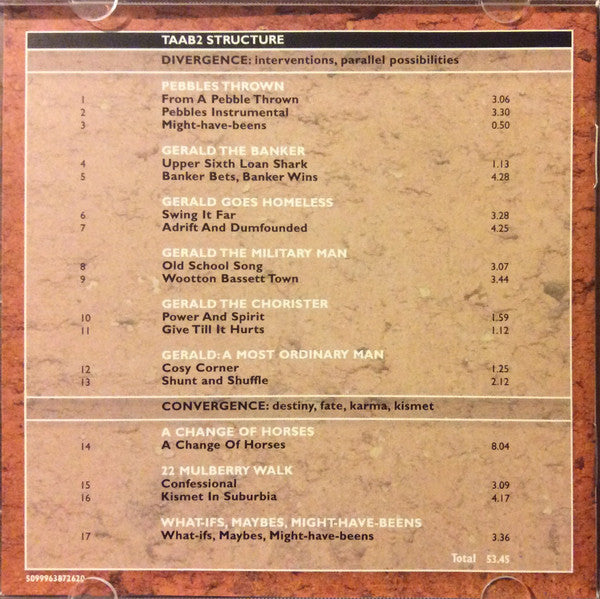 TAAB2 STRUCTURE
DIVERGENCE: interventions, parallel possibilities
PEBBLES THROWN
1 From A Pebble Thrown 3.06
2 Pebbles Instrumental 3.30
3 Might-have-beens 0.50
GERALD THE BANKER
4 Upper Sixth Loan Shark 1.13
5 Banker Bets, Banker Wins 4.28
GERALD GOES HOMELESS
6 Swing It Far 3.28
7 Adrift And Dumfounded 4.25
GERALD THE MILITARY MAN
8 Old School Song 3.07
9 Wootton Bassett Town 3.44
GERALD THE CHORISTER
10 Power And Spirit 1.59
11 Give Till It Hurts 1.12
GERALD: A MOST ORDINARY MAN
12 Cosy Corner 1.25
13 Shunt and Shuffle 2.12
CONVERGENCE: destiny, fate, karma, kismet
A CHANGE OF HORSES
14 A Change Of Horses 8.04
22 MULBERRY WALK
15 Confessional 3.09
16 Kismet In Suburbia 4.17
WHAT-IFS, MAYBES, MIGHT-HAVE-BEENS
17 What-ifs, Maybes, Might-have-beens 3.36
Total 53.45
5099963872620